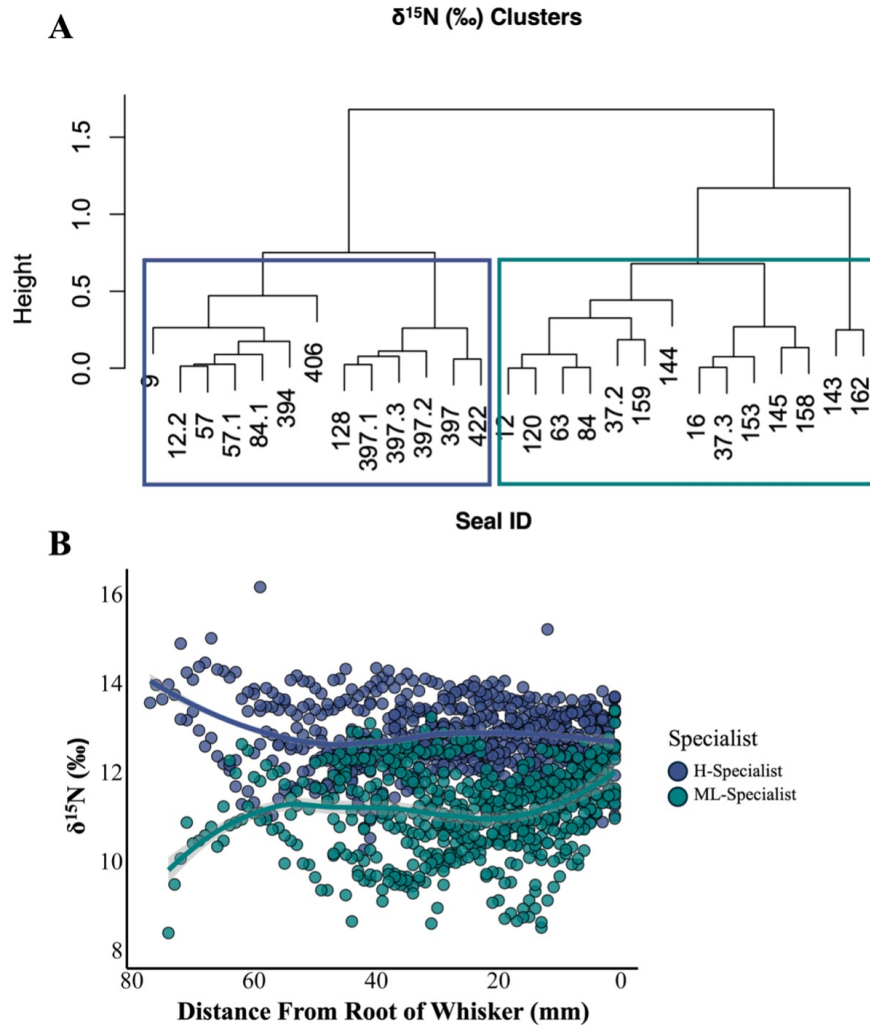 A
δ¹⁵N (‰) Clusters
Height
0.0 0.5 1.0 1.5
9 12.2 57 57.1 84.1 394 406 128 397.1 397.3 397.2 397 422 12 120 63 84 37.2 159 144 16 37.3 153 145 158 143 162
Seal ID
B
δ¹⁵N (‰)
16
14
12
10
8
80 60 40 20 0
Distance From Root of Whisker (mm)
Specialist
H-Specialist
ML-Specialist